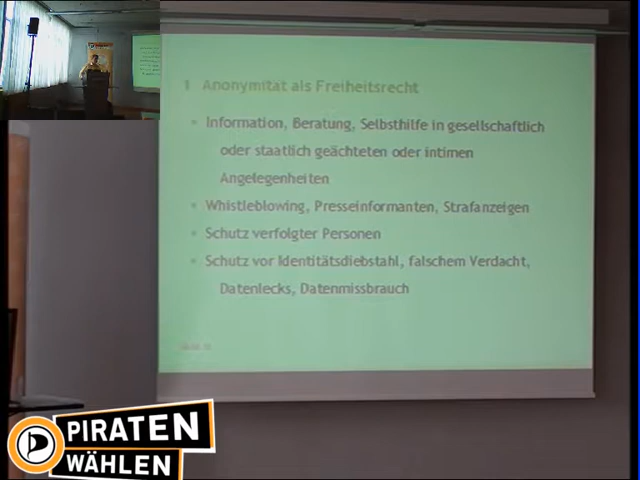 1 Anonymität als Freiheitsrecht
Information, Beratung, Selbsthilfe in gesellschaftlich
oder staatlich geächteten oder intimen
Angelegenheiten
Whistleblowing, Presseinformanten, Strafanzeigen
Schutz verfolgter Personen
Schutz vor Identitätsdiebstahl, falschem Verdacht,
Datenlecks, Datenmissbrauch
PIRATEN
WÄHLEN